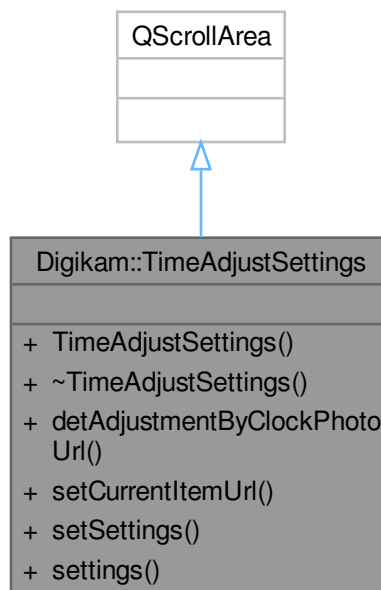 QScrollArea
Digikam::TimeAdjustSettings
+ TimeAdjustSettings()
+ ~TimeAdjustSettings()
+ detAdjustmentByClockPhoto
Url()
+ setCurrentItemUrl()
+ setSettings()
+ settings()